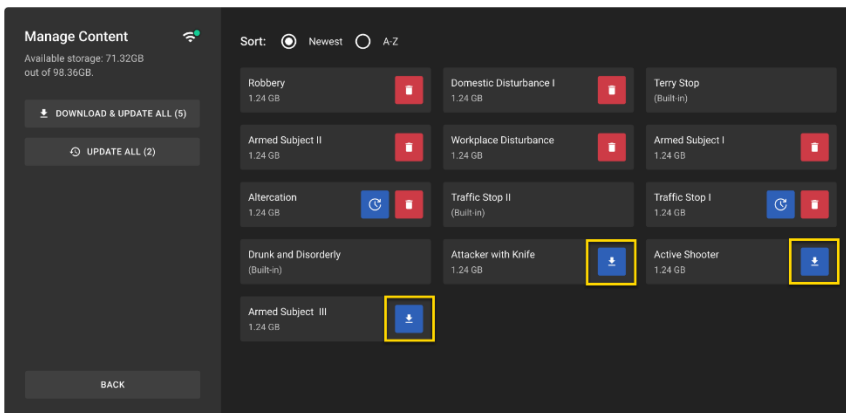 Manage Content
Available storage: 71.32GB
out of 98.36GB.
DOWNLOAD & UPDATE ALL (5)
UPDATE ALL (2)
BACK
Sort: Newest A-Z
Robbery
1.24 GB
Domestic Disturbance I
1.24 GB
Terry Stop
(Built-in)
Armed Subject II
1.24 GB
Workplace Disturbance
1.24 GB
Armed Subject I
1.24 GB
Altercation
1.24 GB
Traffic Stop II
(Built-in)
Traffic Stop I
1.24 GB
Drunk and Disorderly
(Built-in)
Attacker with Knife
1.24 GB
Active Shooter
1.24 GB
Armed Subject III
1.24 GB